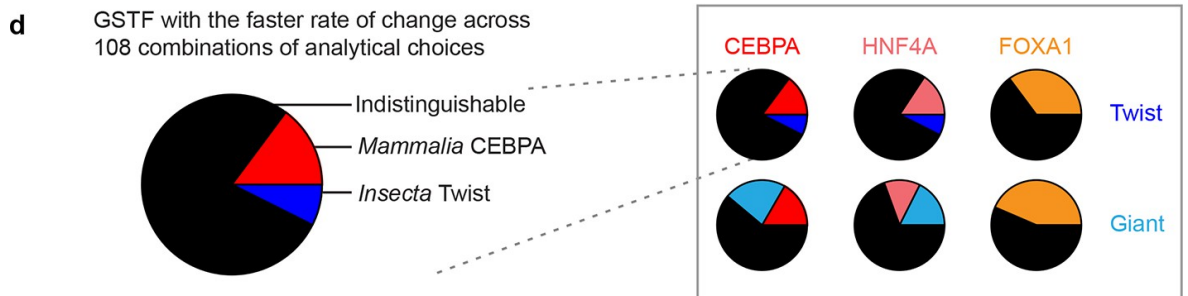 d
GSTF with the faster rate of change across
108 combinations of analytical choices
Indistinguishable
Mammalia CEBPA
Insecta Twist
CEBPA HNF4A FOXA1
Twist
Giant